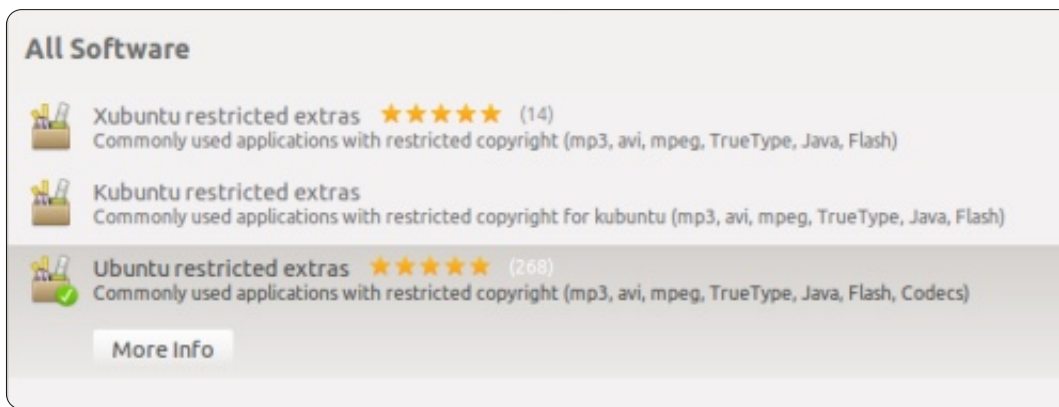 All Software
Xubuntu restricted extras (14)
Commonly used applications with restricted copyright (mp3, avi, mpeg, TrueType, Java, Flash)
Kubuntu restricted extras
Commonly used applications with restricted copyright for kubuntu (mp3, avi, mpeg, TrueType, Java, Flash)
Ubuntu restricted extras (268)
Commonly used applications with restricted copyright (mp3, avi, mpeg, TrueType, Java, Flash, Codecs)
More Info